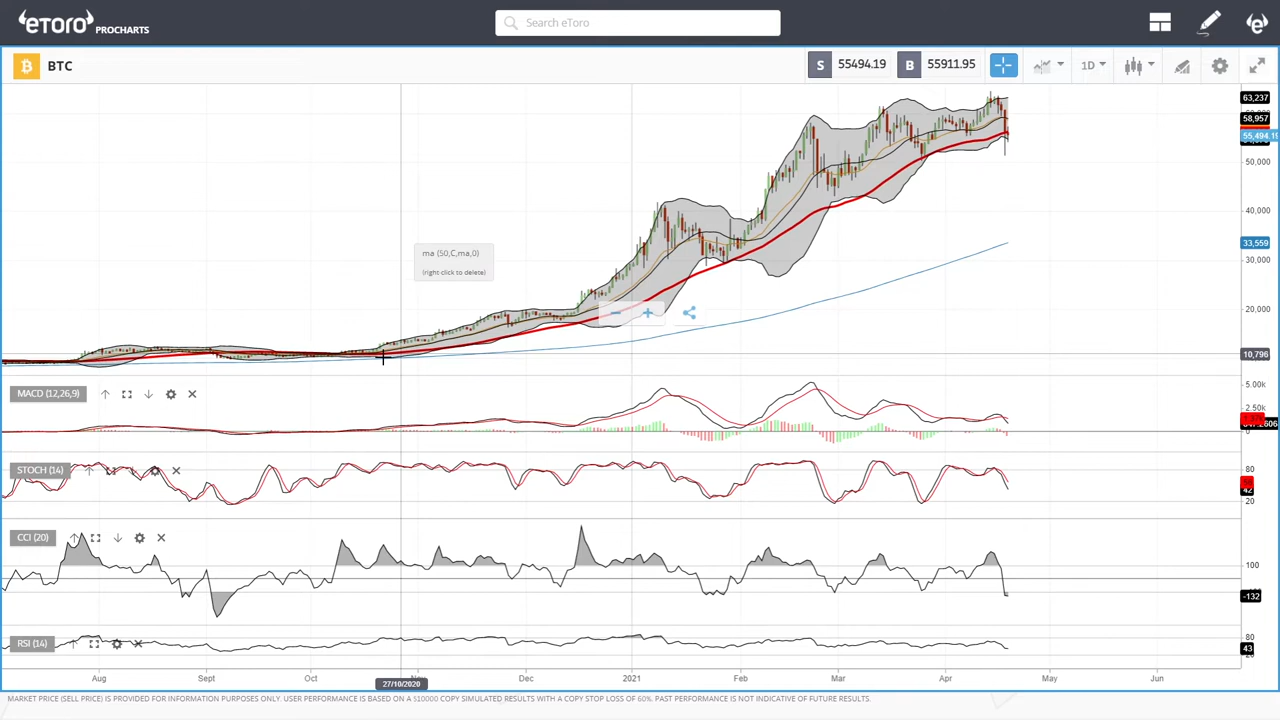 eToro PROCHARTS
Search eToro
BTC
S 55494.19 B 55911.95
1D
63,237
58,957
55,494.19
50,000
40,000
33,559
30,000
20,000
10,796
ma (50,C,ma,0)
(right click to delete)
MACD (12,26,9)
5.00k
2.50k
0
STOCH (14)
80
42
20
CCI (20)
100
-132
RSI (14)
80
43
Aug Sept Oct Dec 2021 Feb Mar Apr May Jun
27/10/2020
MARKET PRICE (SELL PRICE) IS PROVIDED FOR INFORMATION PURPOSES ONLY. USER PERFORMANCE IS BASED ON A $10000 COPY SIMULATED RESULTS WITH A COPY STOP LOSS OF 60%. PAST PERFORMANCE IS NOT INDICATIVE OF FUTURE RESULTS.